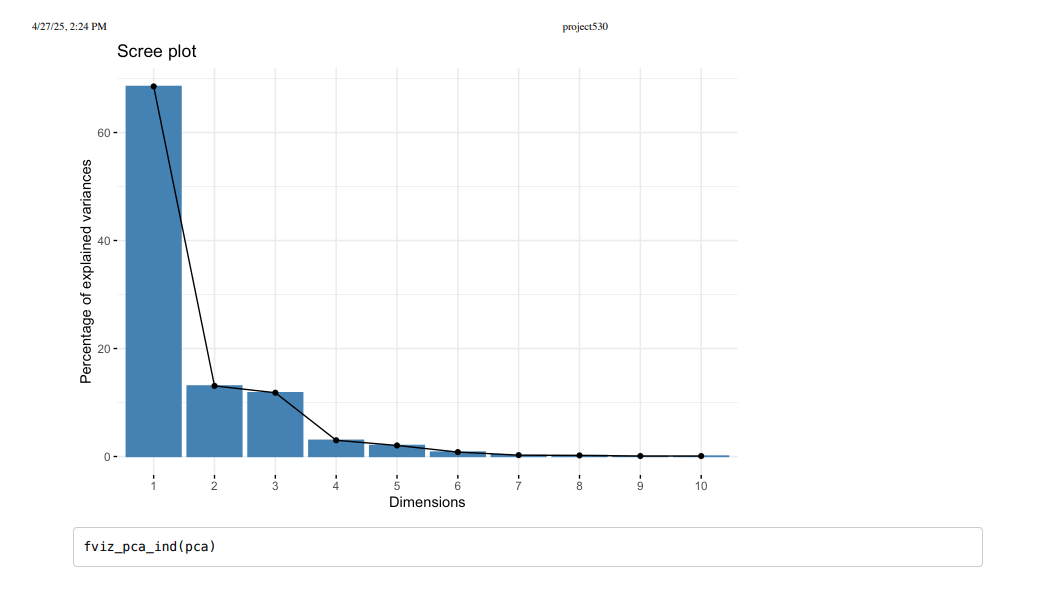 4/27/25, 2:24 PM project530
Scree plot
Percentage of explained variances
60
40
20
0
1 2 3 4 5 6 7 8 9 10
Dimensions
fviz_pca_ind(pca)